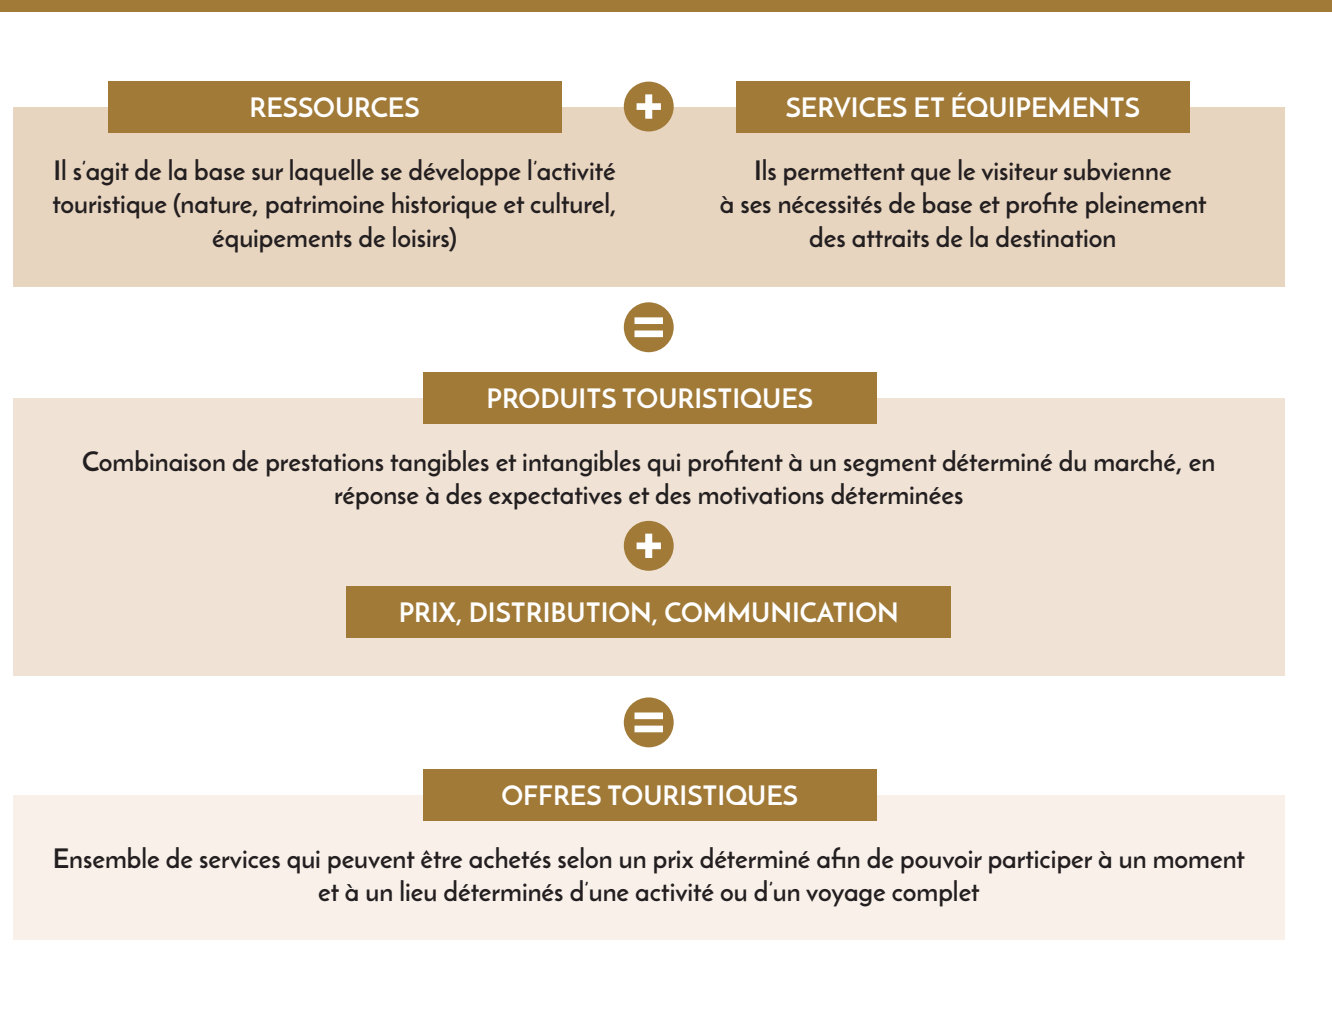 RESSOURCES
+
SERVICES ET ÉQUIPEMENTS
Il s'agit de la base sur laquelle se développe l'activité
touristique (nature, patrimoine historique et culturel,
équipements de loisirs)
Ils permettent que le visiteur subvienne
à ses nécessités de base et profite pleinement
des attraits de la destination
=
PRODUITS TOURISTIQUES
Combinaison de prestations tangibles et intangibles qui profitent à un segment déterminé du marché, en
réponse à des expectatives et des motivations déterminées
+
PRIX, DISTRIBUTION, COMMUNICATION
=
OFFRES TOURISTIQUES
Ensemble de services qui peuvent être achetés selon un prix déterminé afin de pouvoir participer à un moment
et à un lieu déterminés d'une activité ou d'un voyage complet